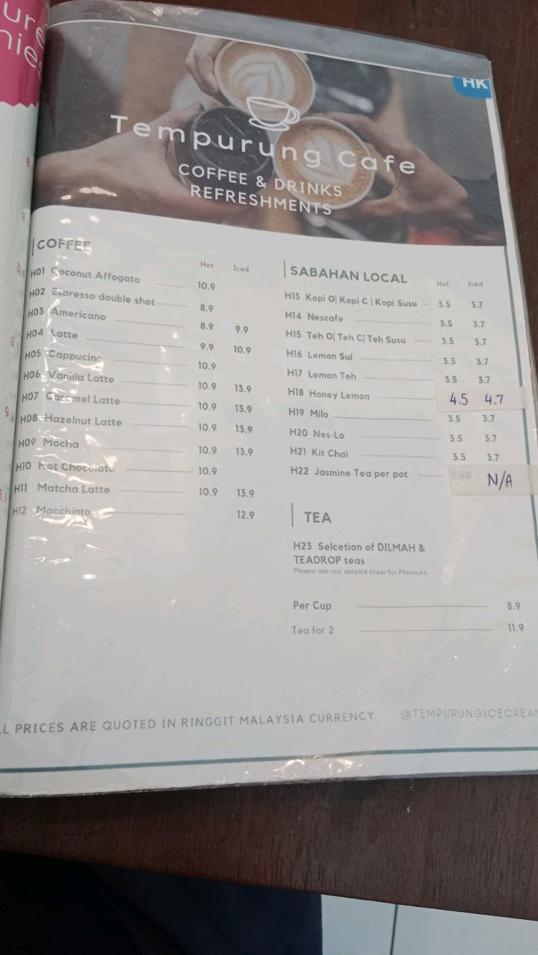 HK
Tempurung Cafe
COFFEE & DRINKS
REFRESHMENTS
COFFEE
Hot Iced
H01 Coconut Affogato 10.9
H02 Espresso double shot 8.9
H03 Americano 8.9 9.9
H04 Latte 9.9 10.9
H05 Cappucino 10.9
H06 Vanilla Latte 10.9 13.9
H07 Caramel Latte 10.9 13.9
H08 Hazelnut Latte 10.9 13.9
H09 Mocha 10.9 13.9
H10 Hot Chocolate 10.9
H11 Matcha Latte 10.9 13.9
H12 Macchiato 12.9
SABAHAN LOCAL
Hot Iced
H13 Kopi O| Kopi C | Kopi Susu 3.5 3.7
H14 Nescafe 3.5 3.7
H15 Teh O| Teh C| Teh Susu 3.5 3.7
H16 Lemon Sui 3.5 3.7
H17 Lemon Teh 3.5 3.7
H18 Honey Lemon 4.5 4.7
H19 Milo 3.5 3.7
H20 Nes-Lo 3.5 3.7
H21 Kit Chai 3.5 3.7
H22 Jasmine Tea per pot N/A
TEA
H23 Selcetion of DILMAH &
TEADROP teas
Please ask our service crew for Flavours.
Per Cup 8.9
Tea for 2 11.9
PRICES ARE QUOTED IN RINGGIT MALAYSIA CURRENCY
@TEMPURUNGICECREAM